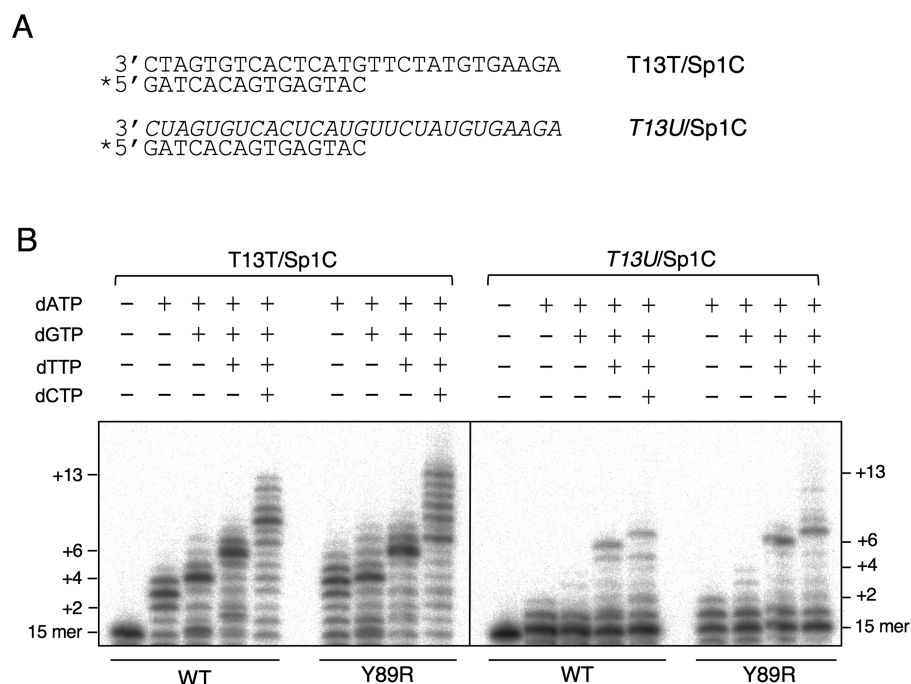 A
3′ CTAGTGTCACTCATGTTCTATGTGAAGA T13T/Sp1C
*5′ GATCACAGTGAGTAC
3′ CUAGUGUCACUCAUGUUCUAUGUGAAGA T13U/Sp1C
*5′ GATCACAGTGAGTAC
B
T13T/Sp1C T13U/Sp1C
dATP – + + + + + + + + – + + + + + + + +
dGTP – – + + + – + + + – – + + + – + + +
dTTP – – – + + – – + + – – – + + – – + +
dCTP – – – – + – – – + – – – – + – – – +
+13 +13
+6 +6
+4 +4
+2 +2
15 mer 15 mer
WT Y89R WT Y89R